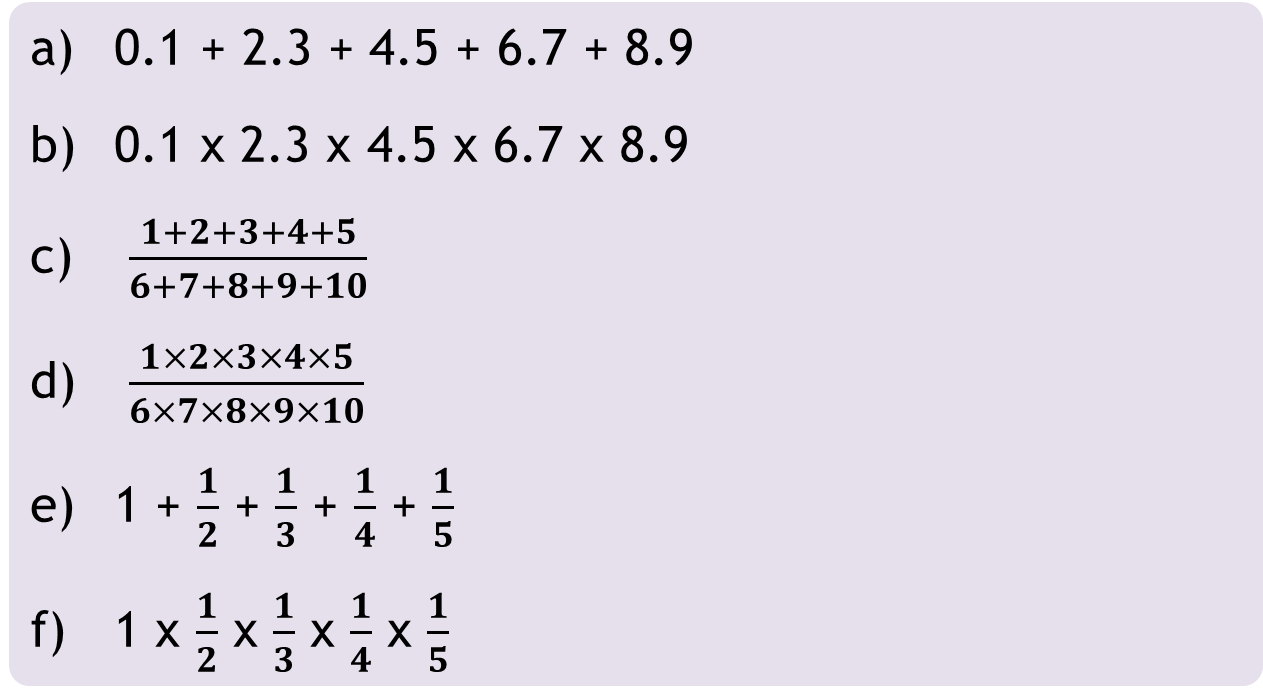 a) 0.1 + 2.3 + 4.5 + 6.7 + 8.9
b) 0.1 x 2.3 x 4.5 x 6.7 x 8.9
c) 1+2+3+4+5
6+7+8+9+10
d) 1×2×3×4×5
6×7×8×9×10
e) 1 + 1/2 + 1/3 + 1/4 + 1/5
f) 1 x 1/2 x 1/3 x 1/4 x 1/5